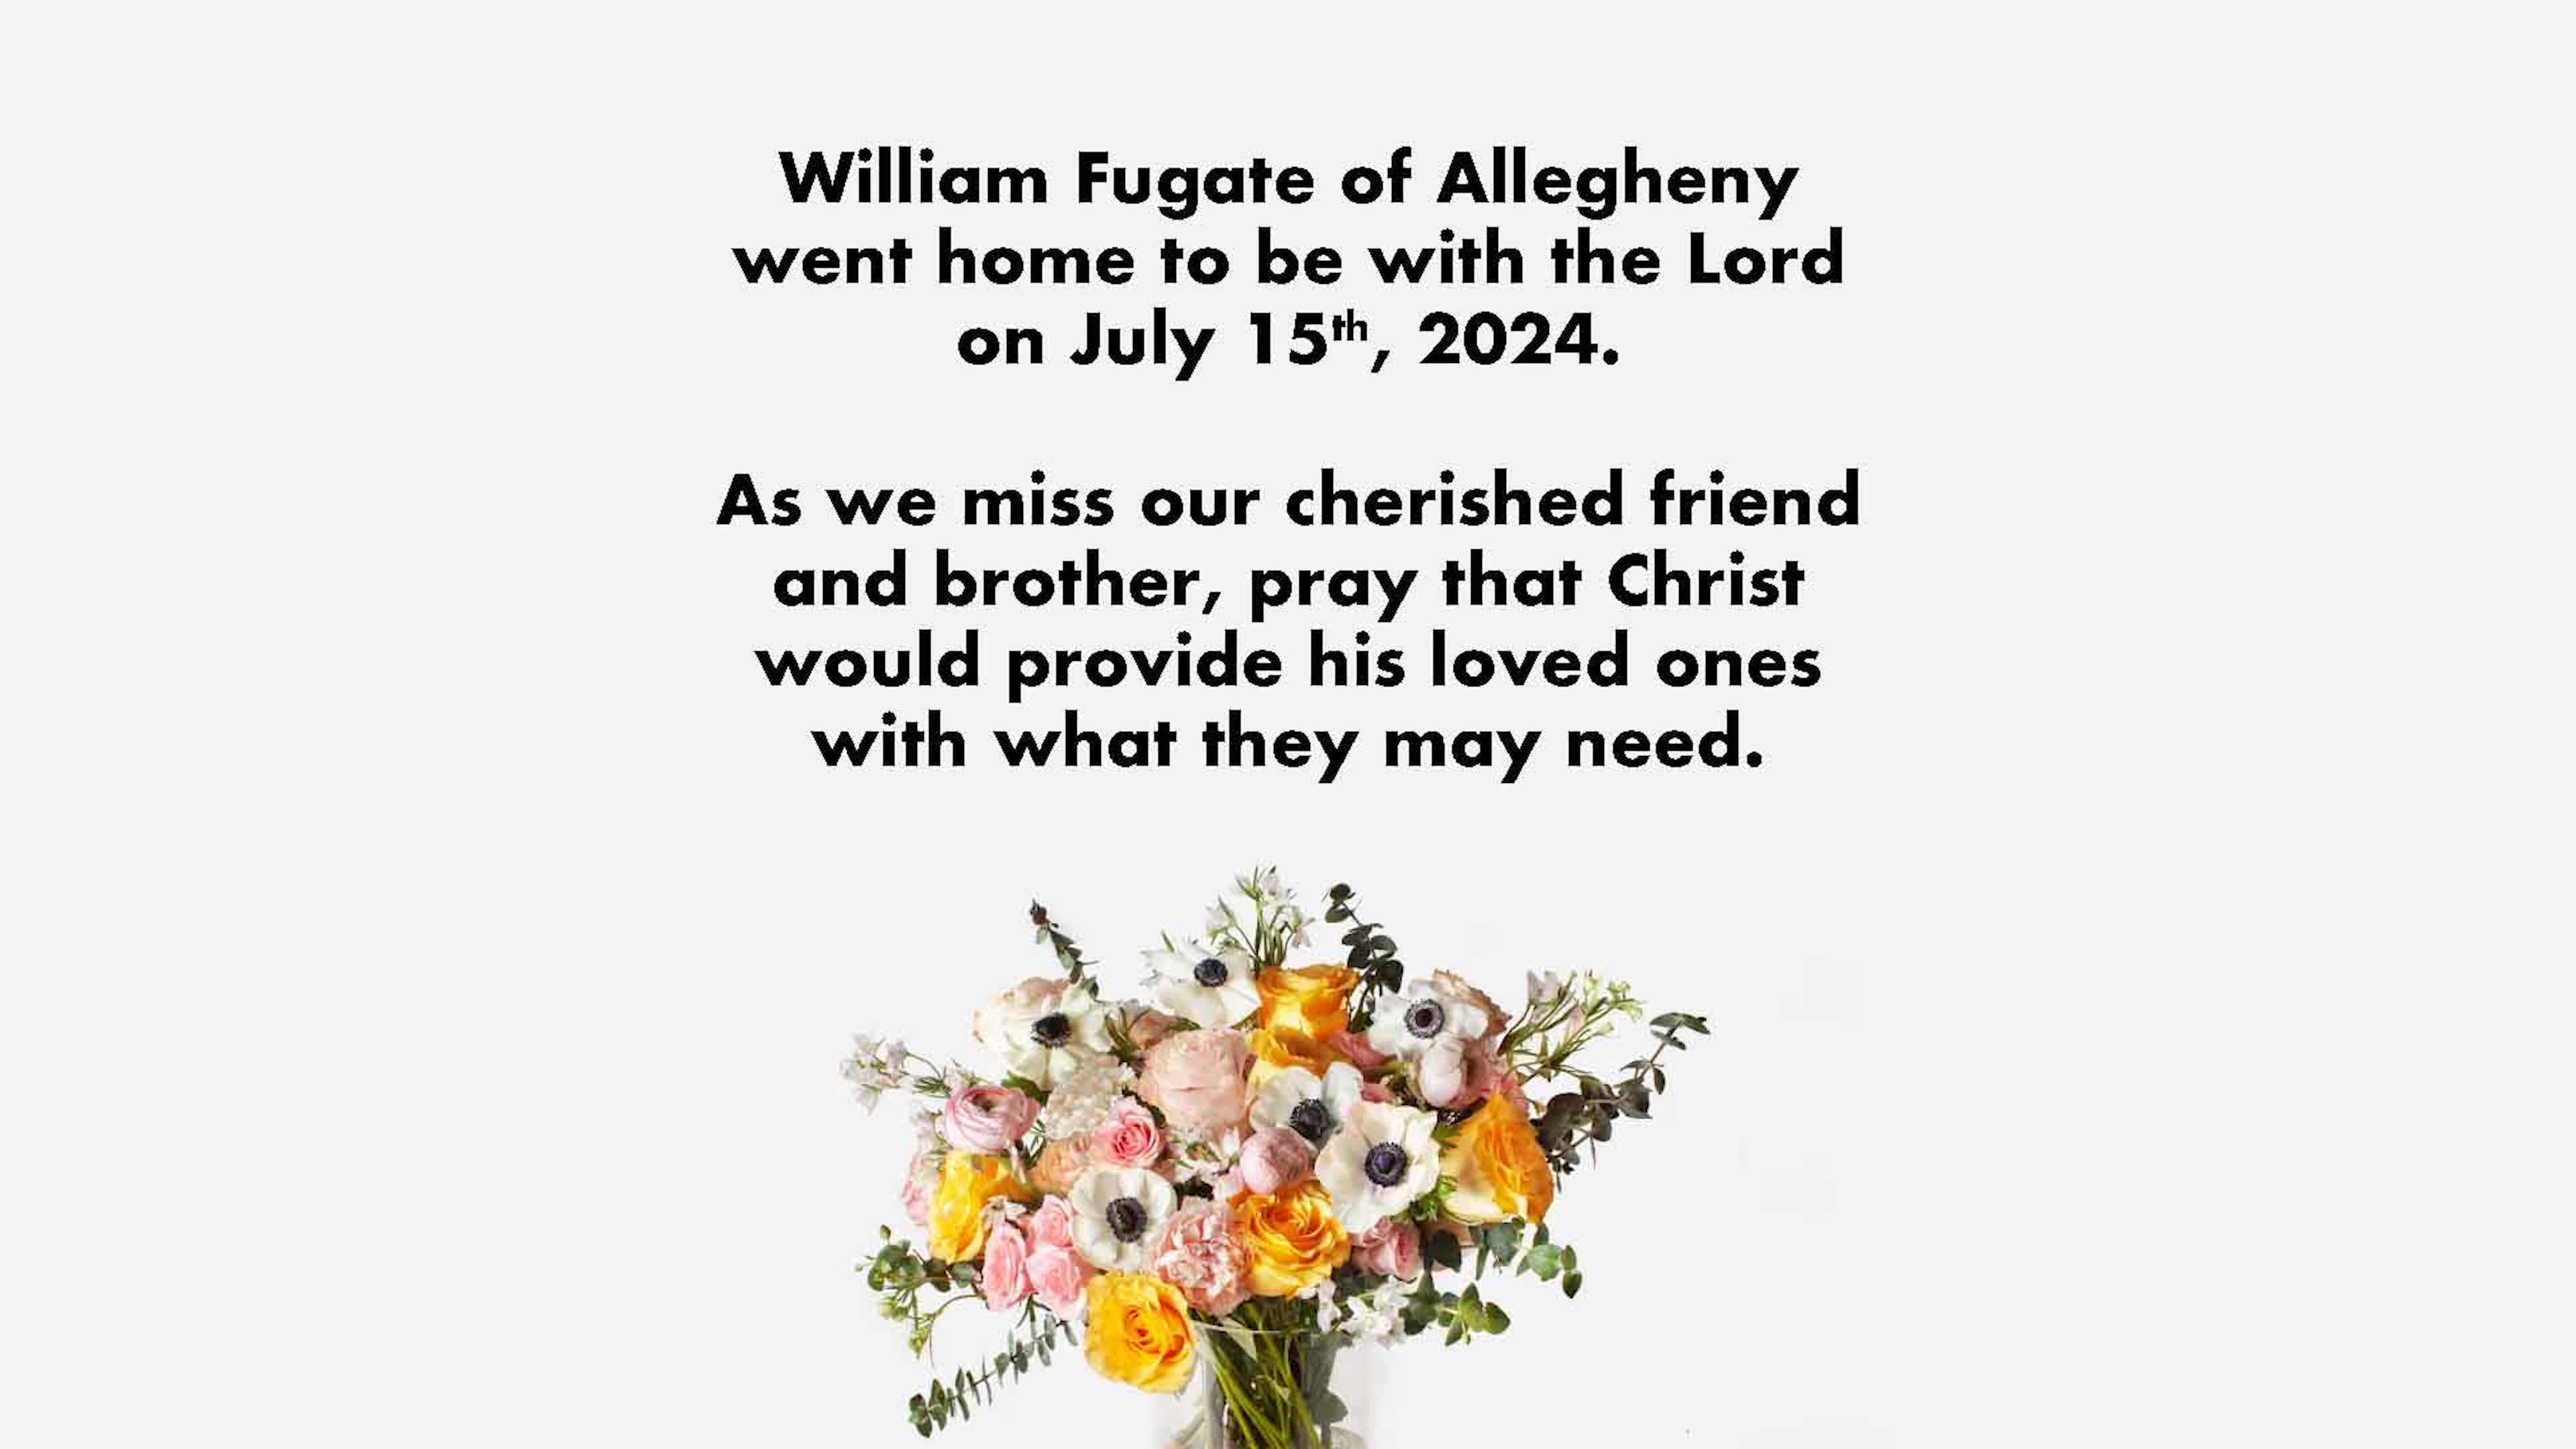 William Fugate of Allegheny
went home to be with the Lord
on July 15th, 2024.
As we miss our cherished friend
and brother, pray that Christ
would provide his loved ones
with what they may need.